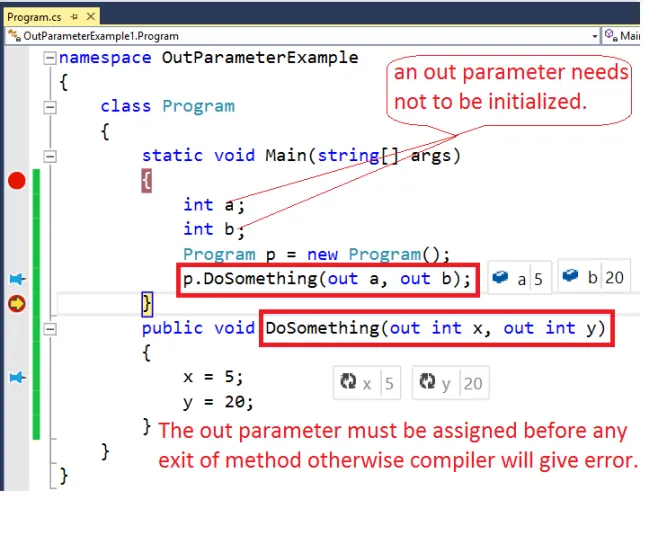 Program.cs
OutParameterExample1.Program
Mai
namespace OutParameterExample
{
an out parameter needs
not to be initialized.
class Program
{
static void Main(string[] args)
{
int a;
int b;
Program p = new Program();
p.DoSomething(out a, out b);
a 5
b 20
}
public void DoSomething(out int x, out int y)
{
x = 5;
x 5
y 20
y = 20;
}
The out parameter must be assigned before any
exit of method otherwise compiler will give error.
}
}